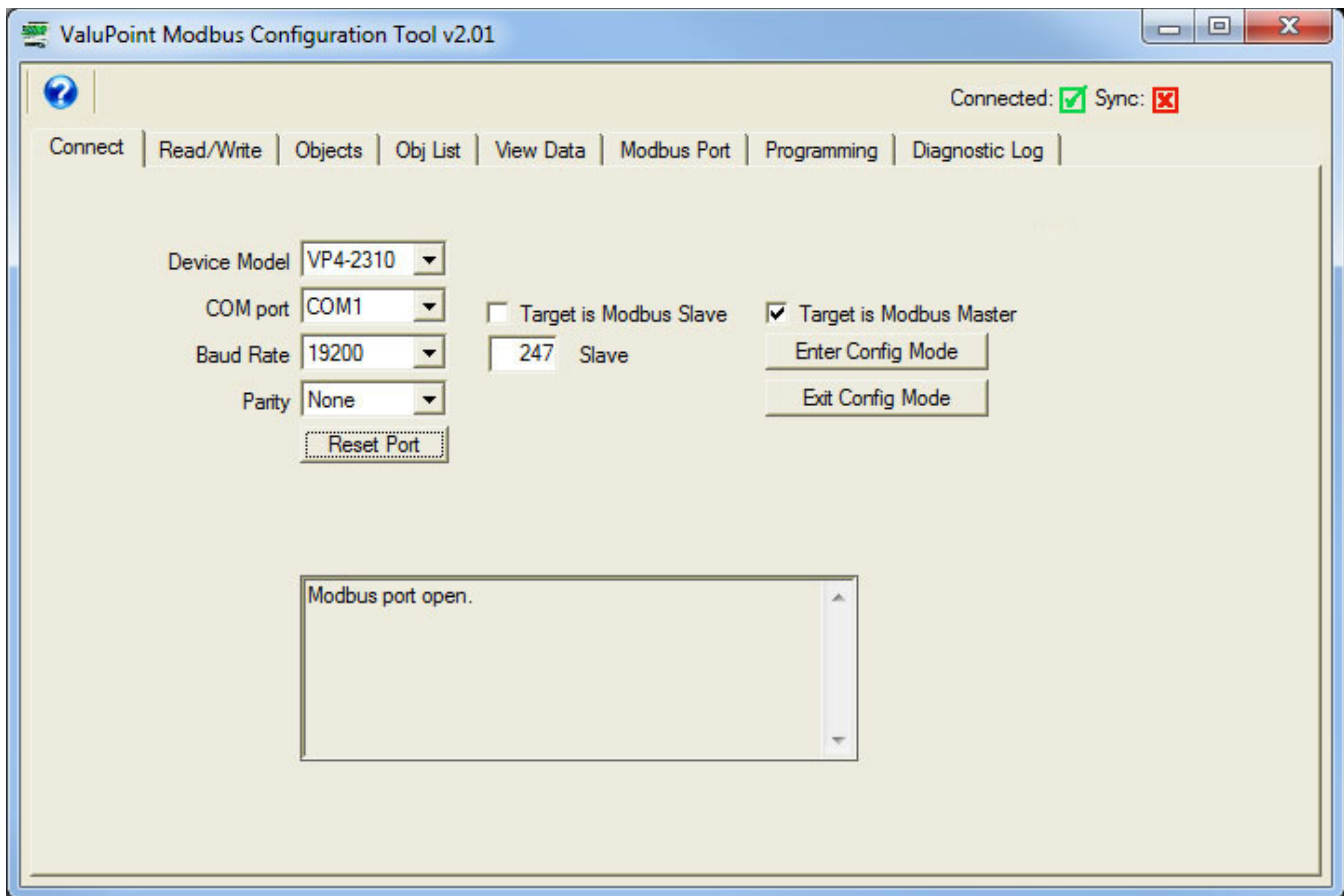 ValuPoint Modbus Configuration Tool v2.01
Connected: Sync:
Connect Read/Write Objects Obj List View Data Modbus Port Programming Diagnostic Log
Device Model VP4-2310
COM port COM1 Target is Modbus Slave Target is Modbus Master
Baud Rate 19200 247 Slave Enter Config Mode
Parity None Exit Config Mode
Reset Port
Modbus port open.